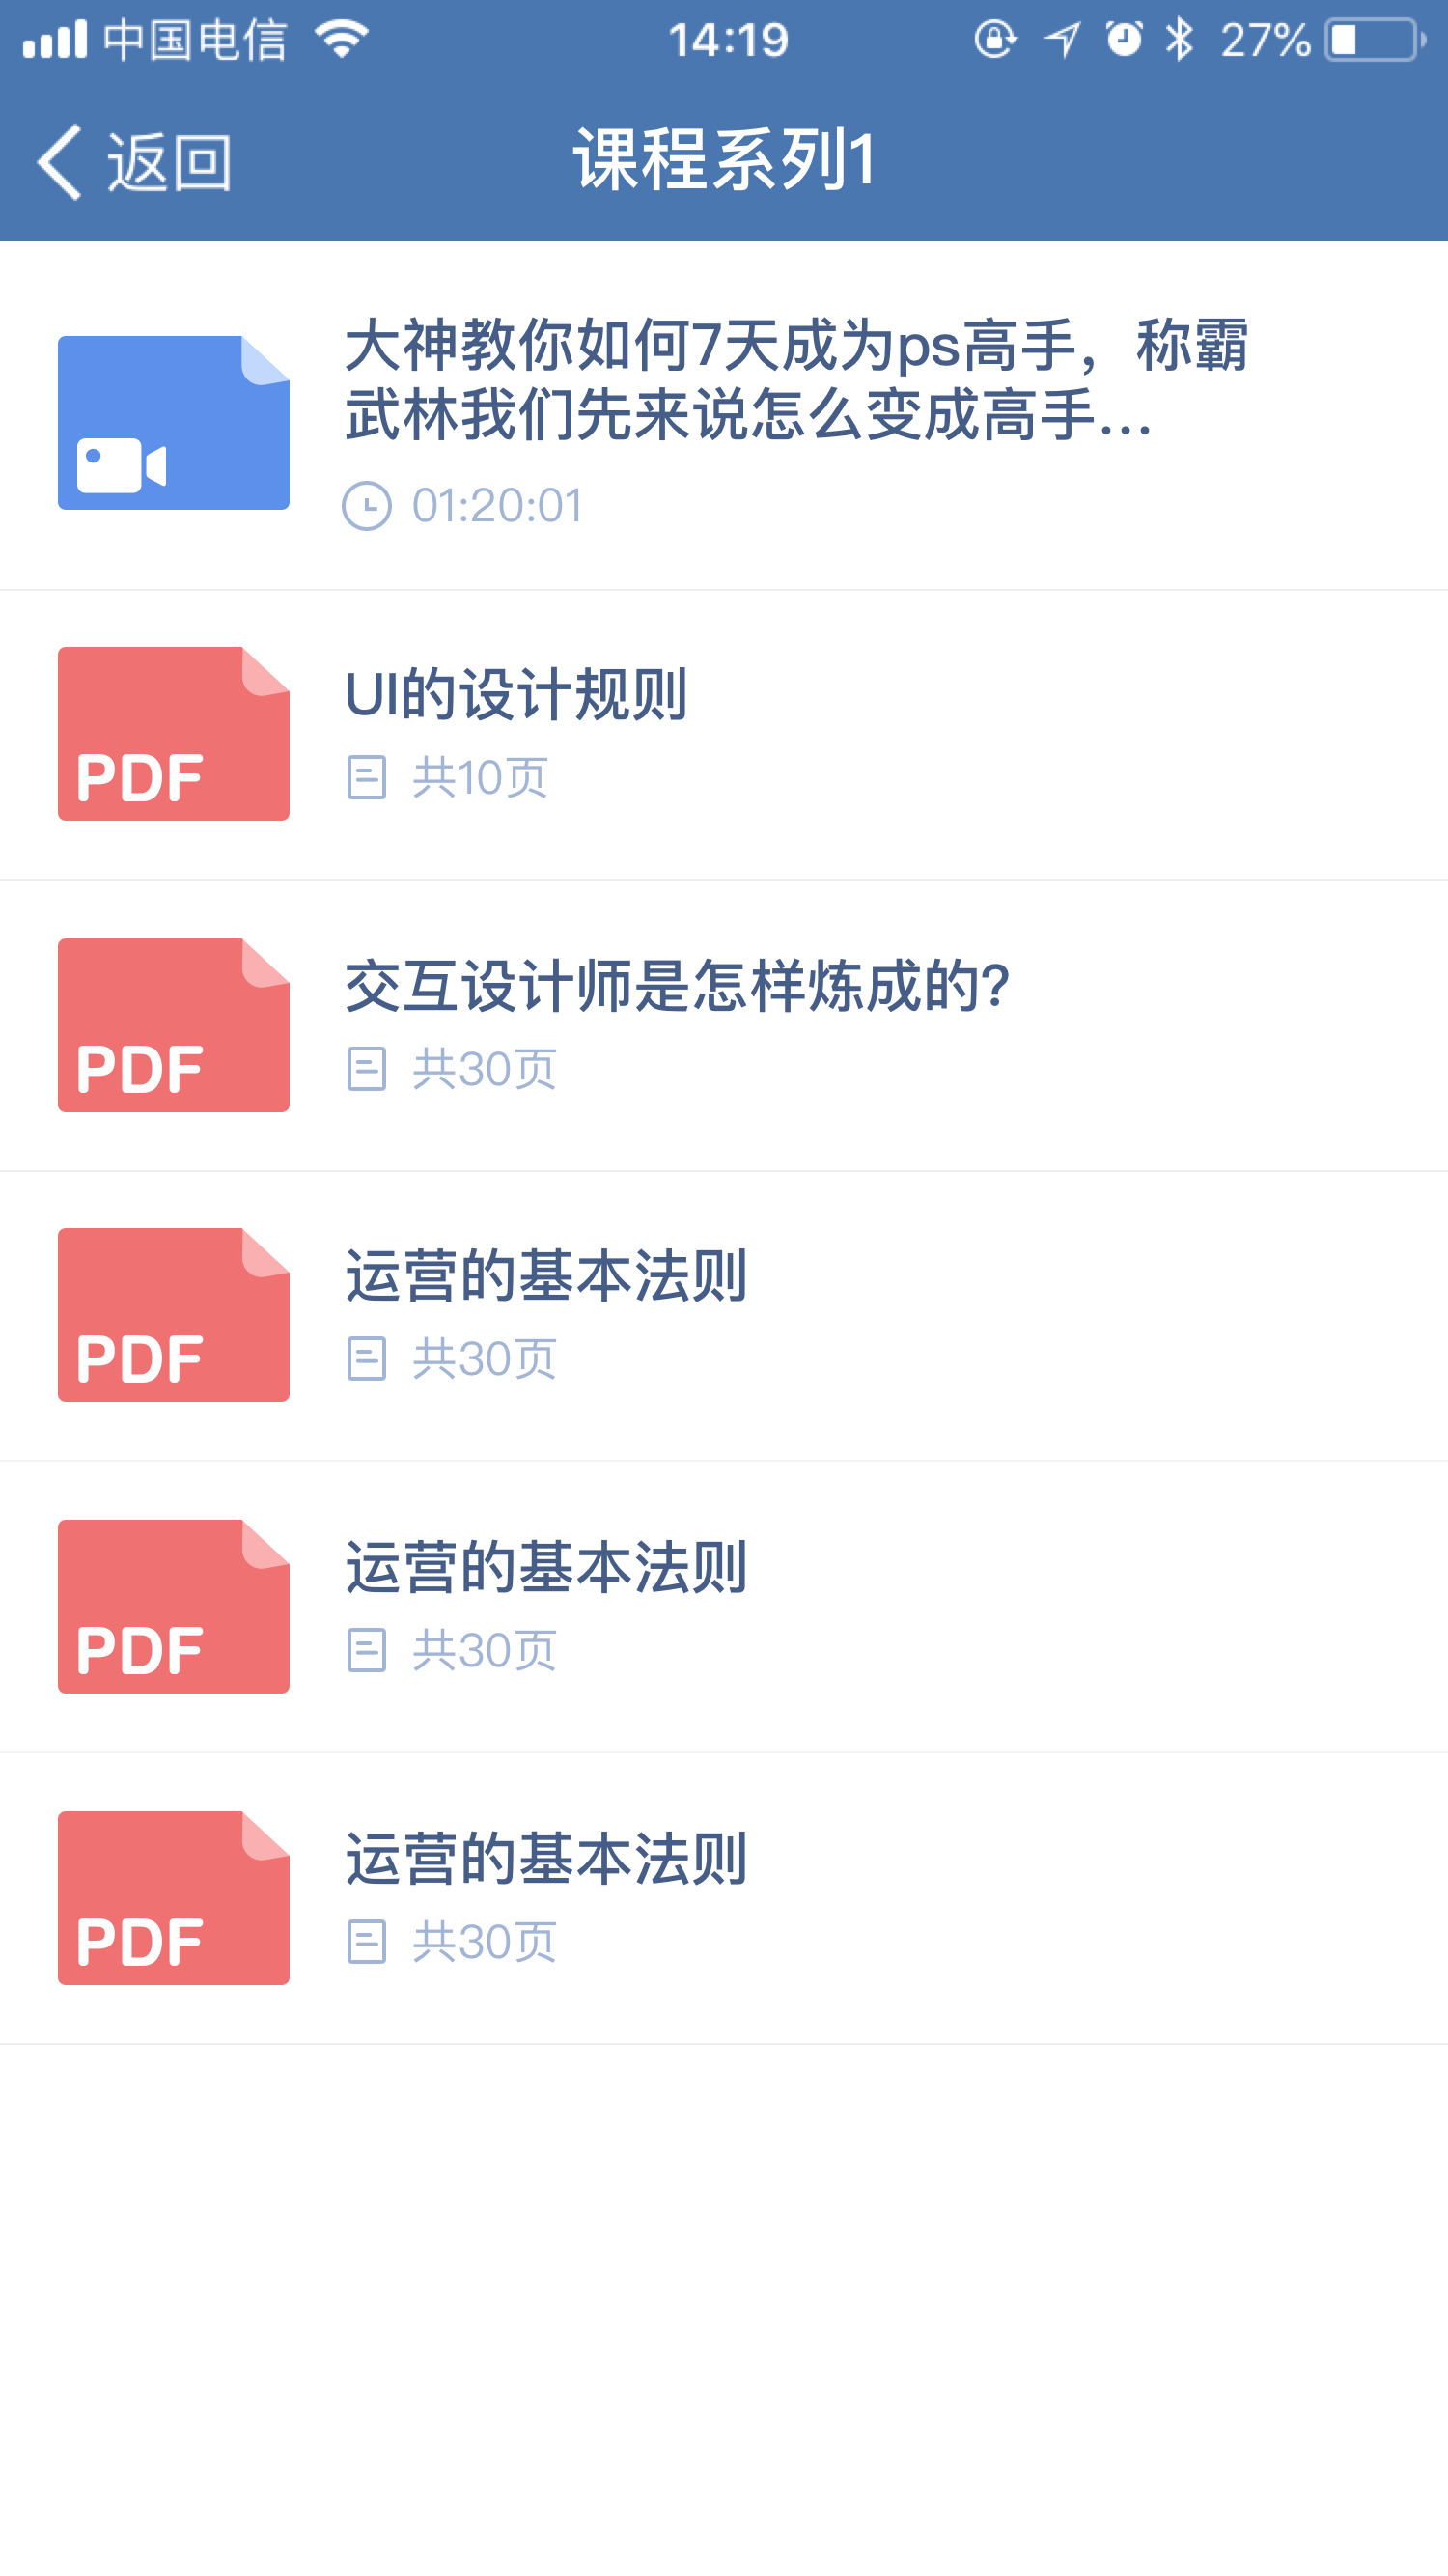 中国电信 14:19 27%
返回 课程系列1
大神教你如何7天成为ps高手，称霸
武林我们先来说怎么变成高手...
01:20:01
PDF
UI的设计规则
共10页
PDF
交互设计师是怎样炼成的?
共30页
PDF
运营的基本法则
共30页
PDF
运营的基本法则
共30页
PDF
运营的基本法则
共30页
PDF